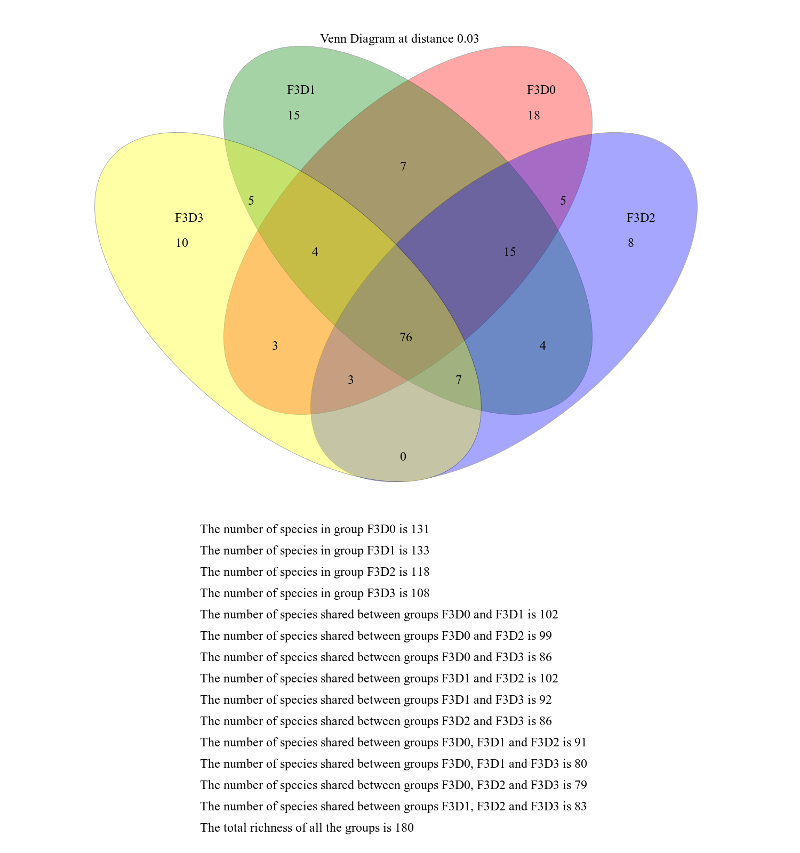 Venn Diagram at distance 0.03
F3D1
F3D0
15
18
7
5
5
F3D3
F3D2
10
8
4
15
76
3
4
3
7
0
The number of species in group F3D0 is 131
The number of species in group F3D1 is 133
The number of species in group F3D2 is 118
The number of species in group F3D3 is 108
The number of species shared between groups F3D0 and F3D1 is 102
The number of species shared between groups F3D0 and F3D2 is 99
The number of species shared between groups F3D0 and F3D3 is 86
The number of species shared between groups F3D1 and F3D2 is 102
The number of species shared between groups F3D1 and F3D3 is 92
The number of species shared between groups F3D2 and F3D3 is 86
The number of species shared between groups F3D0, F3D1 and F3D2 is 91
The number of species shared between groups F3D0, F3D1 and F3D3 is 80
The number of species shared between groups F3D0, F3D2 and F3D3 is 79
The number of species shared between groups F3D1, F3D2 and F3D3 is 83
The total richness of all the groups is 180